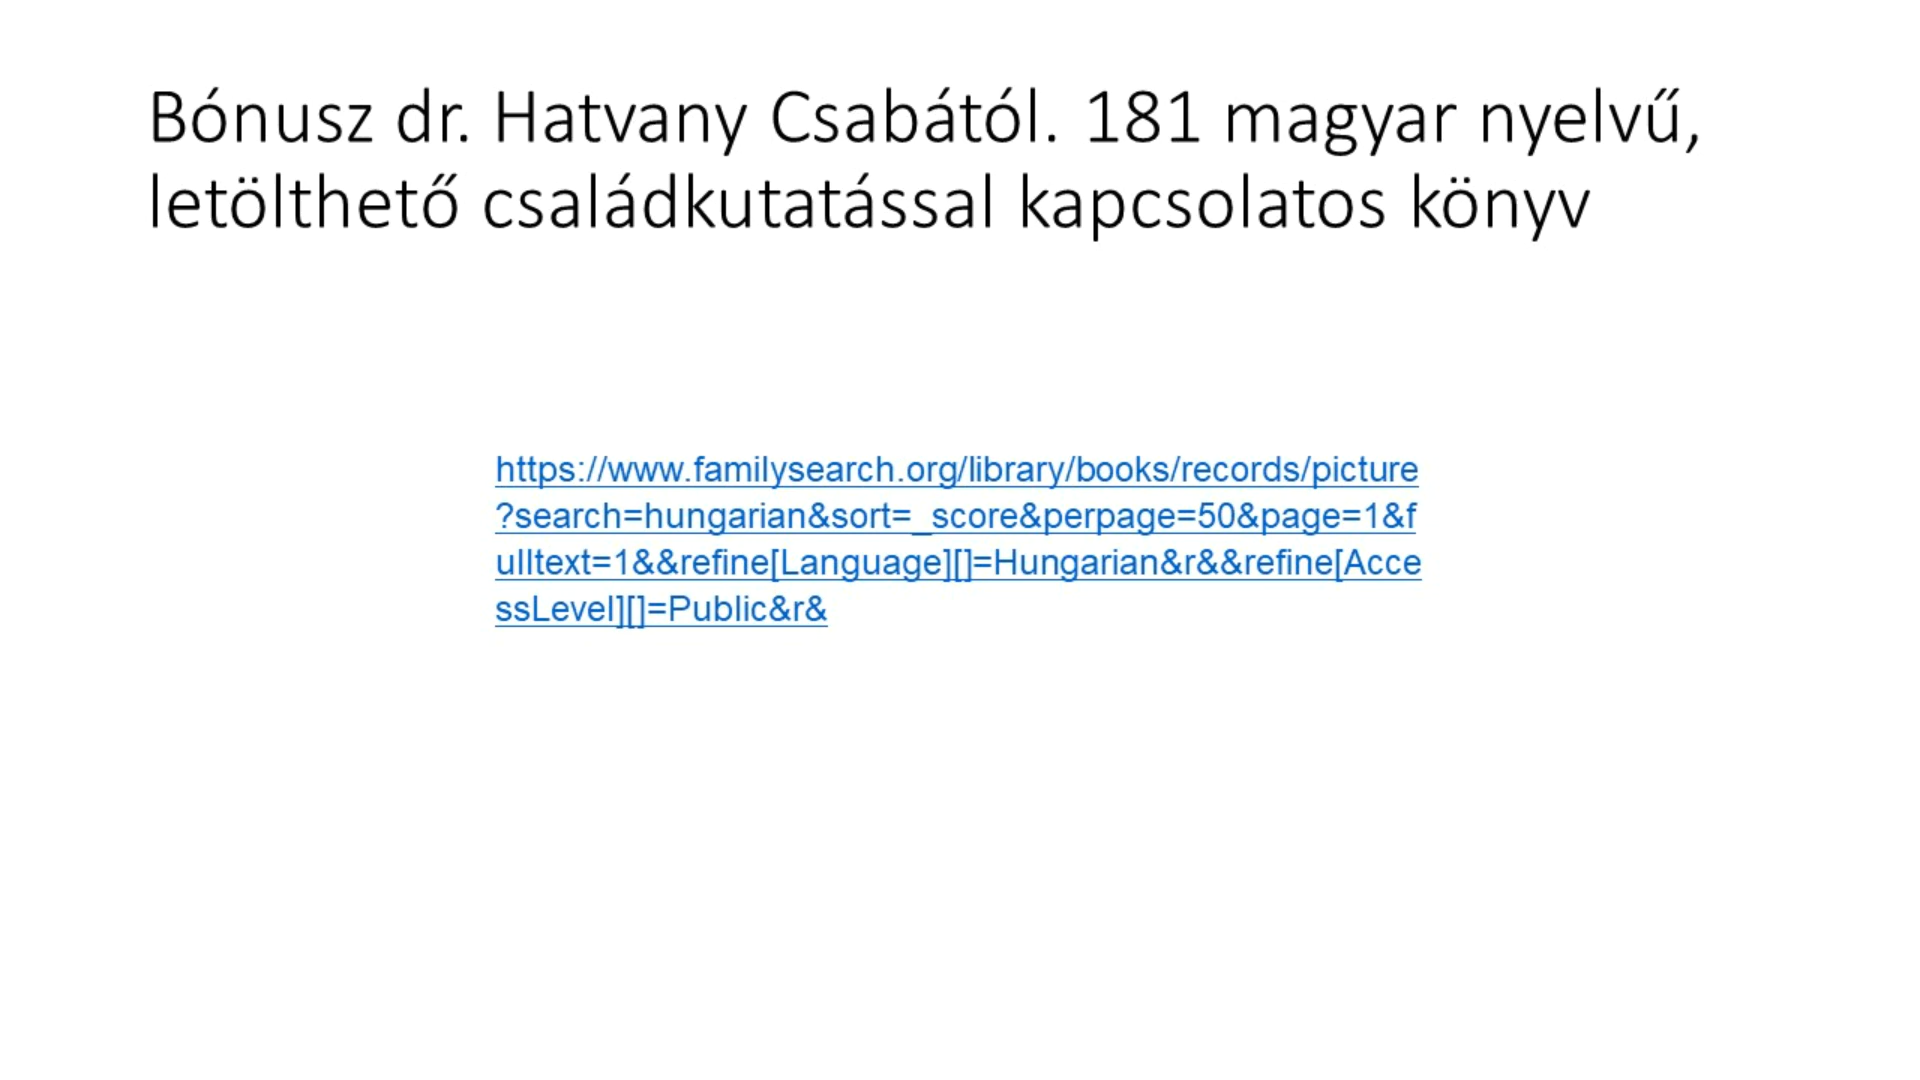 Bónusz dr. Hatvany Csabától. 181 magyar nyelvű,
letölthető családkutatással kapcsolatos könyv
https://www.familysearch.org/library/books/records/picture
?search=hungarian&sort=_score&perpage=50&page=1&f
ulltext=1&&refine[Language][]=Hungarian&r&&refine[Acce
ssLevel][]=Public&r&